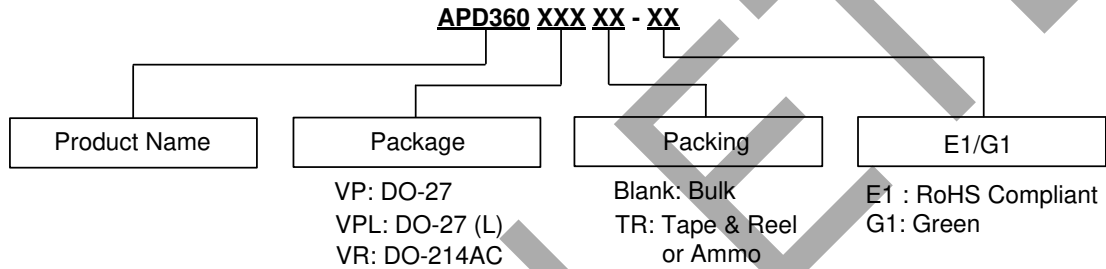 APD360 XXX XX - XX
Product Name
Package
Packing
E1/G1
VP: DO-27
VPL: DO-27 (L)
VR: DO-214AC
Blank: Bulk
TR: Tape & Reel
or Ammo
E1 : RoHS Compliant
G1: Green